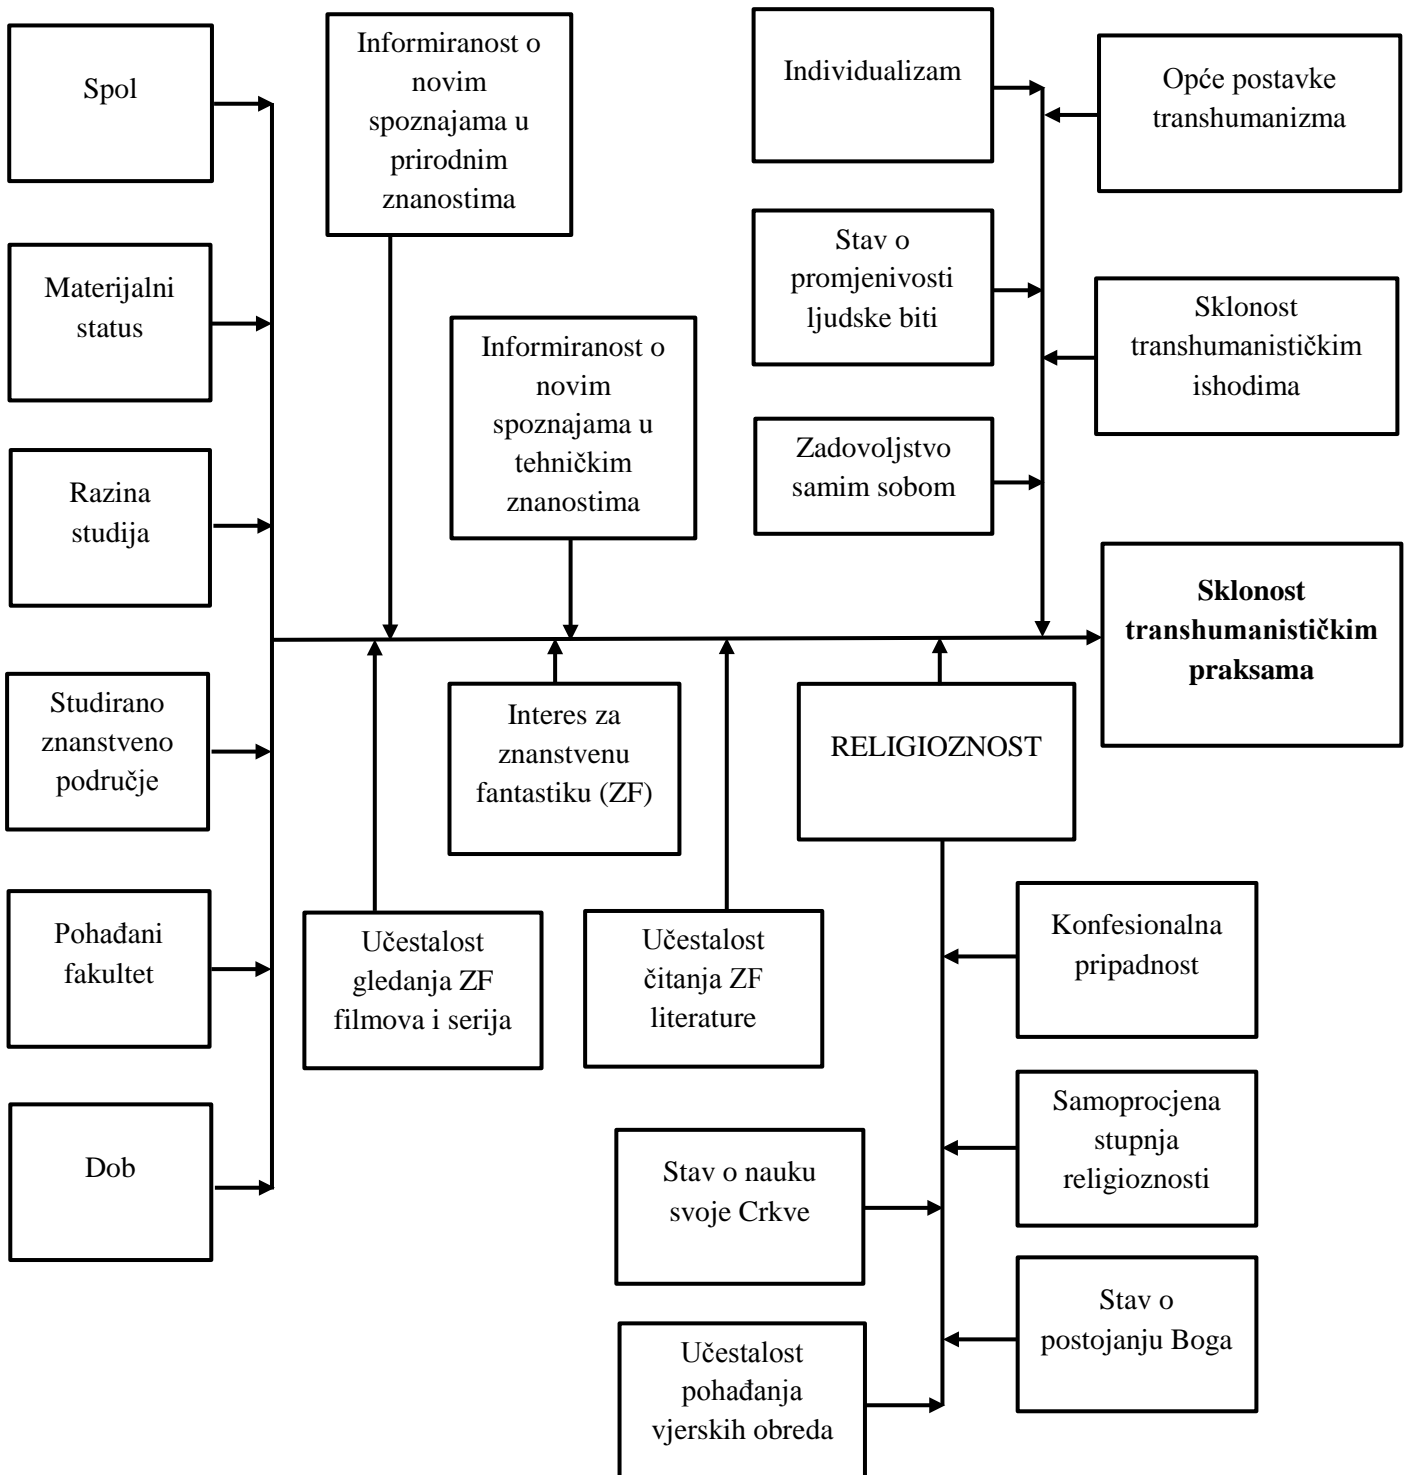 Spol
Informiranost o
novim
spoznajama u
prirodnim
znanostima
Individualizam
Opće postavke
transhumanizma
Materijalni
status
Stav o
promjenivosti
ljudske biti
Sklonost
transhumanističkim
ishodima
Informiranost o
novim
spoznajama u
tehničkim
znanostima
Zadovoljstvo
samim sobom
Razina
studija
Sklonost
transhumanističkim
praksama
Studirano
znanstveno
područje
Interes za
znanstvenu
fantastiku (ZF)
RELIGIOZNOST
Pohađani
fakultet
Učestalost
gledanja ZF
filmova i serija
Učestalost
čitanja ZF
literature
Konfesionalna
pripadnost
Dob
Samoprocjena
stupnja
religioznosti
Stav o nauku
svoje Crkve
Stav o
postojanju Boga
Učestalost
pohađanja
vjerskih obreda